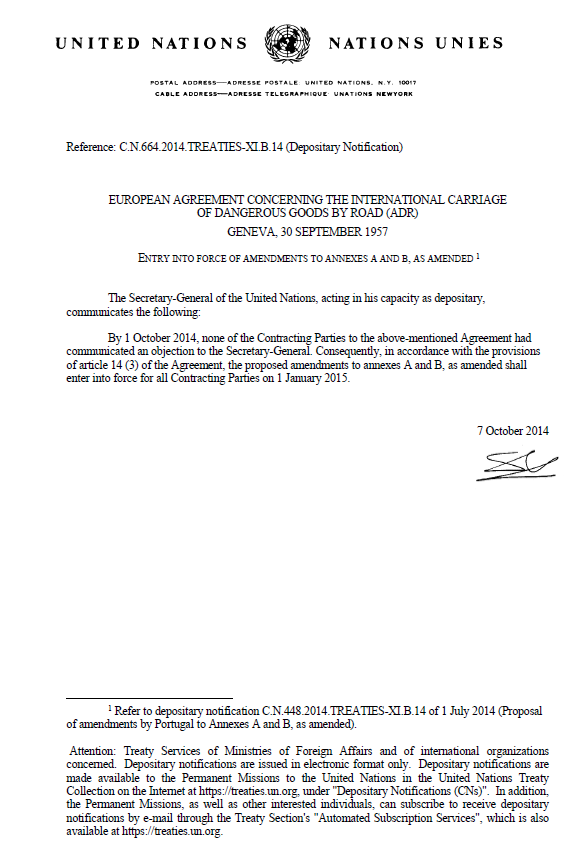 UNITED NATIONS NATIONS UNIES
POSTAL ADDRESS—ADRESSE POSTALE: UNITED NATIONS, N.Y. 10017
CABLE ADDRESS—ADRESSE TELEGRAPHIQUE: UNATIONS NEWYORK
Reference: C.N.664.2014.TREATIES-XI.B.14 (Depositary Notification)
EUROPEAN AGREEMENT CONCERNING THE INTERNATIONAL CARRIAGE
OF DANGEROUS GOODS BY ROAD (ADR)
GENEVA, 30 SEPTEMBER 1957
ENTRY INTO FORCE OF AMENDMENTS TO ANNEXES A AND B, AS AMENDED 1
The Secretary-General of the United Nations, acting in his capacity as depositary,
communicates the following:
By 1 October 2014, none of the Contracting Parties to the above-mentioned Agreement had
communicated an objection to the Secretary-General. Consequently, in accordance with the provisions
of article 14 (3) of the Agreement, the proposed amendments to annexes A and B, as amended shall
enter into force for all Contracting Parties on 1 January 2015.
7 October 2014
1 Refer to depositary notification C.N.448.2014.TREATIES-XI.B.14 of 1 July 2014 (Proposal
of amendments by Portugal to Annexes A and B, as amended).
Attention: Treaty Services of Ministries of Foreign Affairs and of international organizations
concerned. Depositary notifications are issued in electronic format only. Depositary notifications are
made available to the Permanent Missions to the United Nations in the United Nations Treaty
Collection on the Internet at https://treaties.un.org, under "Depositary Notifications (CNs)". In addition,
the Permanent Missions, as well as other interested individuals, can subscribe to receive depositary
notifications by e-mail through the Treaty Section's "Automated Subscription Services", which is also
available at https://treaties.un.org.